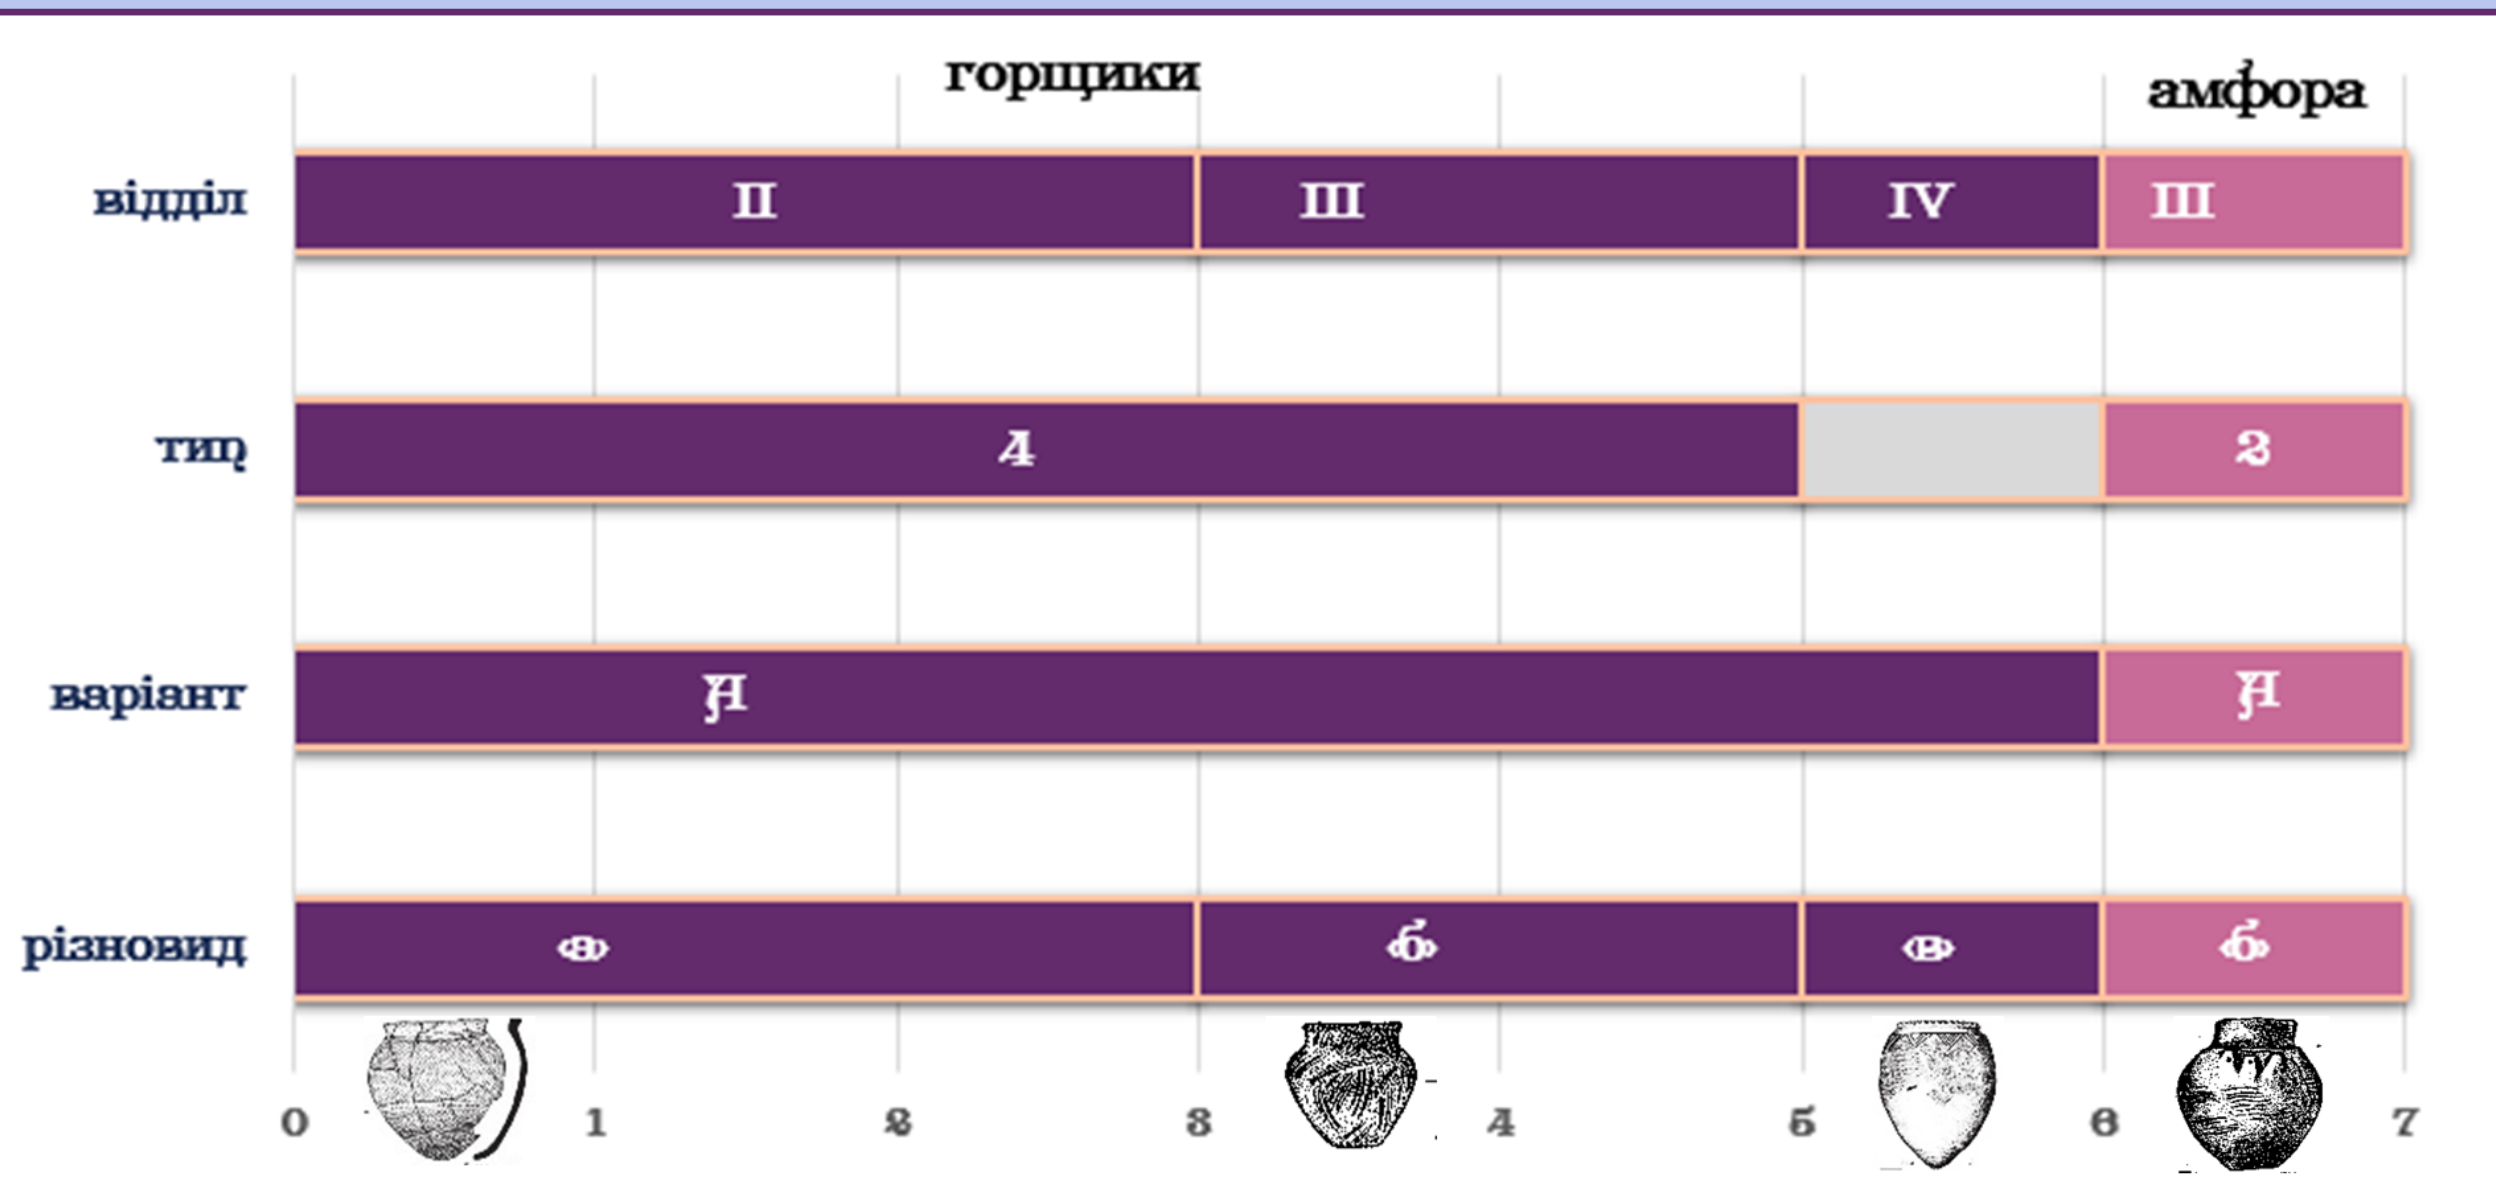 горщики
амфора
відділ II III IV III
тип 4 2
варіант А А
різновид б в б
0 1 2 3 4 5 6 7